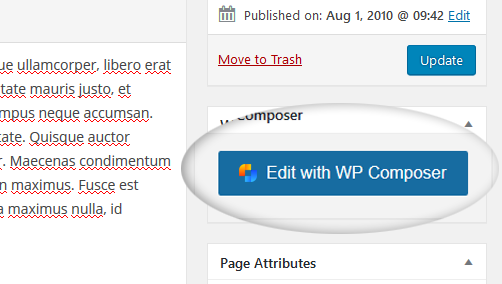 ue ullamcorper, libero erat
tate mauris justo, et
mpus neque accumsan.
tate. Quisque auctor
r. Maecenas condimentum
n maximus. Fusce est
a maximus nulla, id
Published on: Aug 1, 2010 @ 09:42 Edit
Move to Trash
Update
Composer
Edit with WP Composer
Page Attributes